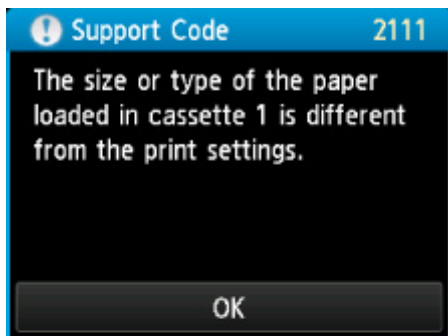 Support Code 2111
The size or type of the paper
loaded in cassette 1 is different
from the print settings.
OK